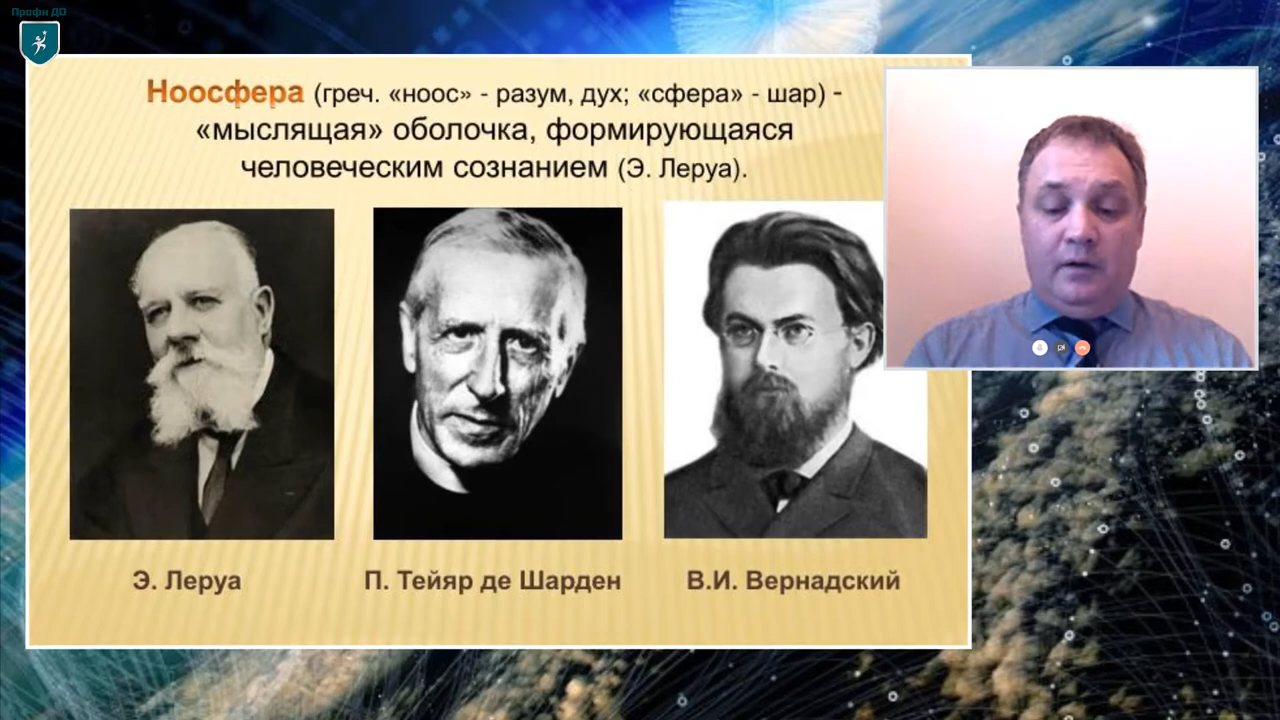 Профи ДО
Ноосфера (греч. «ноос» - разум, дух; «сфера» - шар) -
«мыслящая» оболочка, формирующаяся
человеческим сознанием (Э. Леруа).
Э. Леруа
П. Тейяр де Шарден
В.И. Вернадский